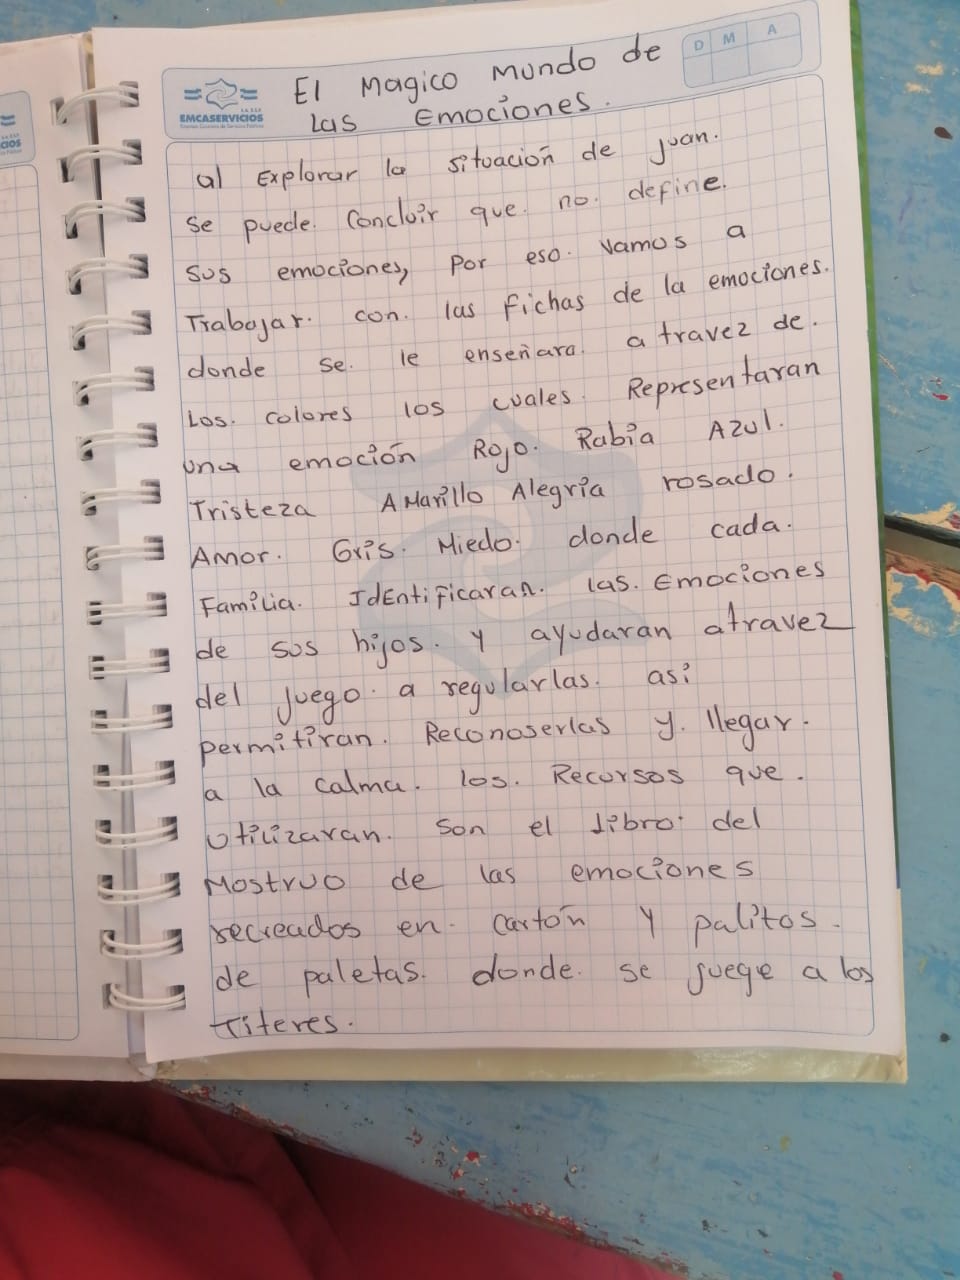 D M A
EMCASERVICIOS
El Magico Mundo de
Las Emociones.
al Explorar la situación de juan.
se puede. Concluir que. no. define.
sus emociones, por eso. vamos a
Trabajar. con. las fichas de la emociones.
donde se. le enseñara. a travez de.
Los. colores los cuales. Representaran
una emoción Rojo. Rabia Azul.
Tristeza Amarillo Alegría rosado.
Amor. Gris. Miedo. donde cada.
Familia. Identificaran. las. Emociones
de sus hijos. y ayudaran atravez
del juego. a regularlas. así
permitiran. Reconoserlas y. llegar.
a la calma. los. Recursos que.
utilizaran. son el libro. del
Mostruo de las emociones
recreados en. cartón y palitos.
de paletas. donde. se juege a los
Titeres.